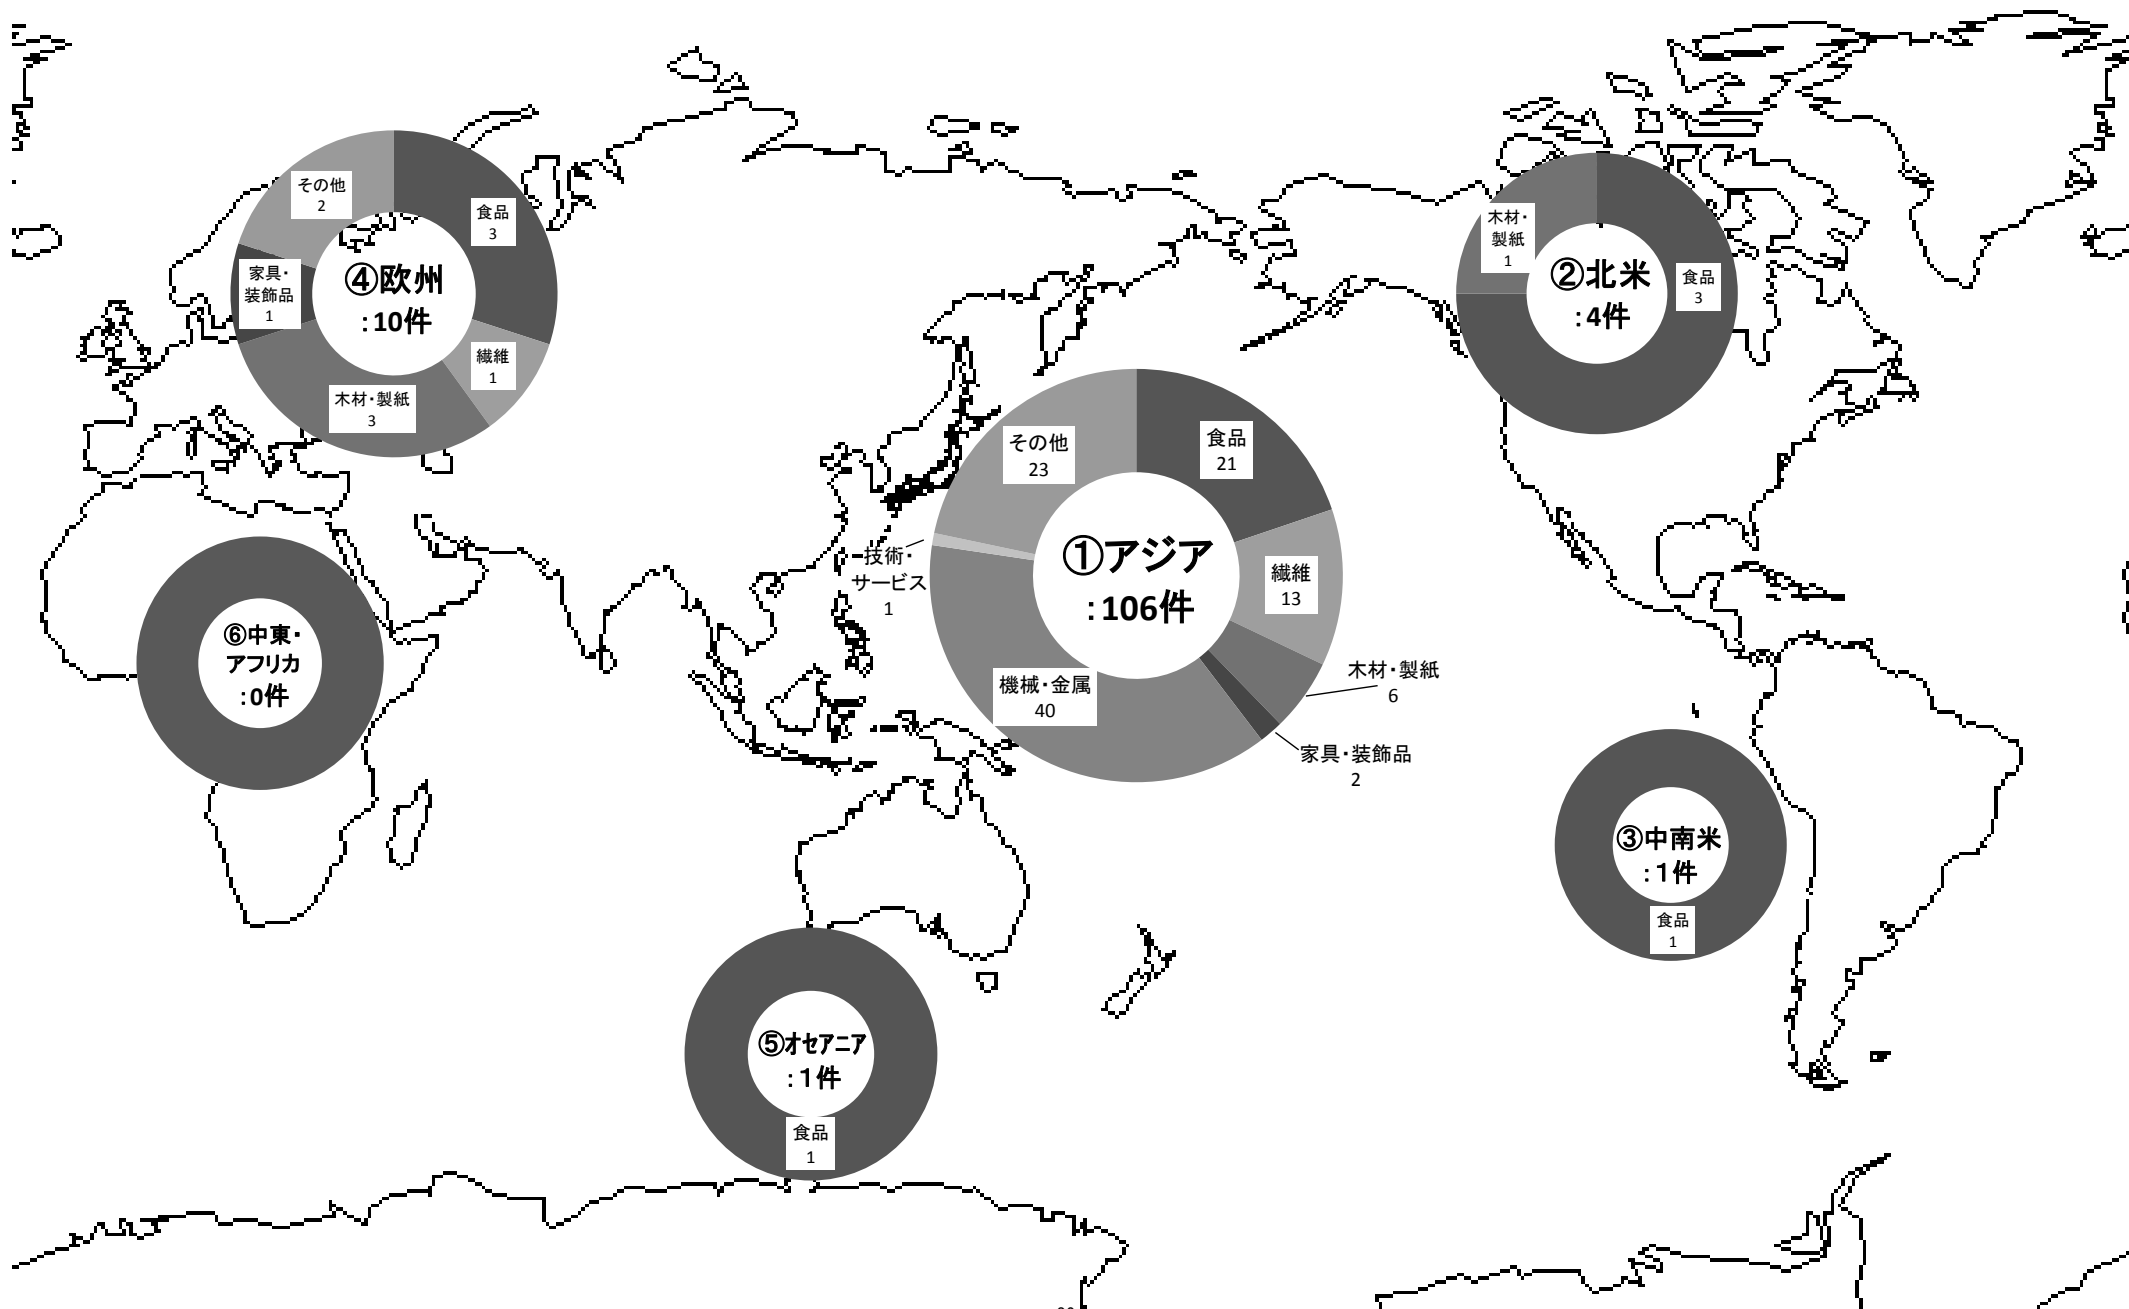 その他
2
食品
3
家具・
装飾品
1
④欧州
:10件
繊維
1
木材・製紙
3
木材・
製紙
1
②北米
:4件
食品
3
その他
23
食品
21
技術・
サービス
1
①アジア
:106件
繊維
13
機械・金属
40
木材・製紙
6
家具・装飾品
2
⑥中東・
アフリカ
:0件
③中南米
:1件
食品
1
⑤オセアニア
:1件
食品
1